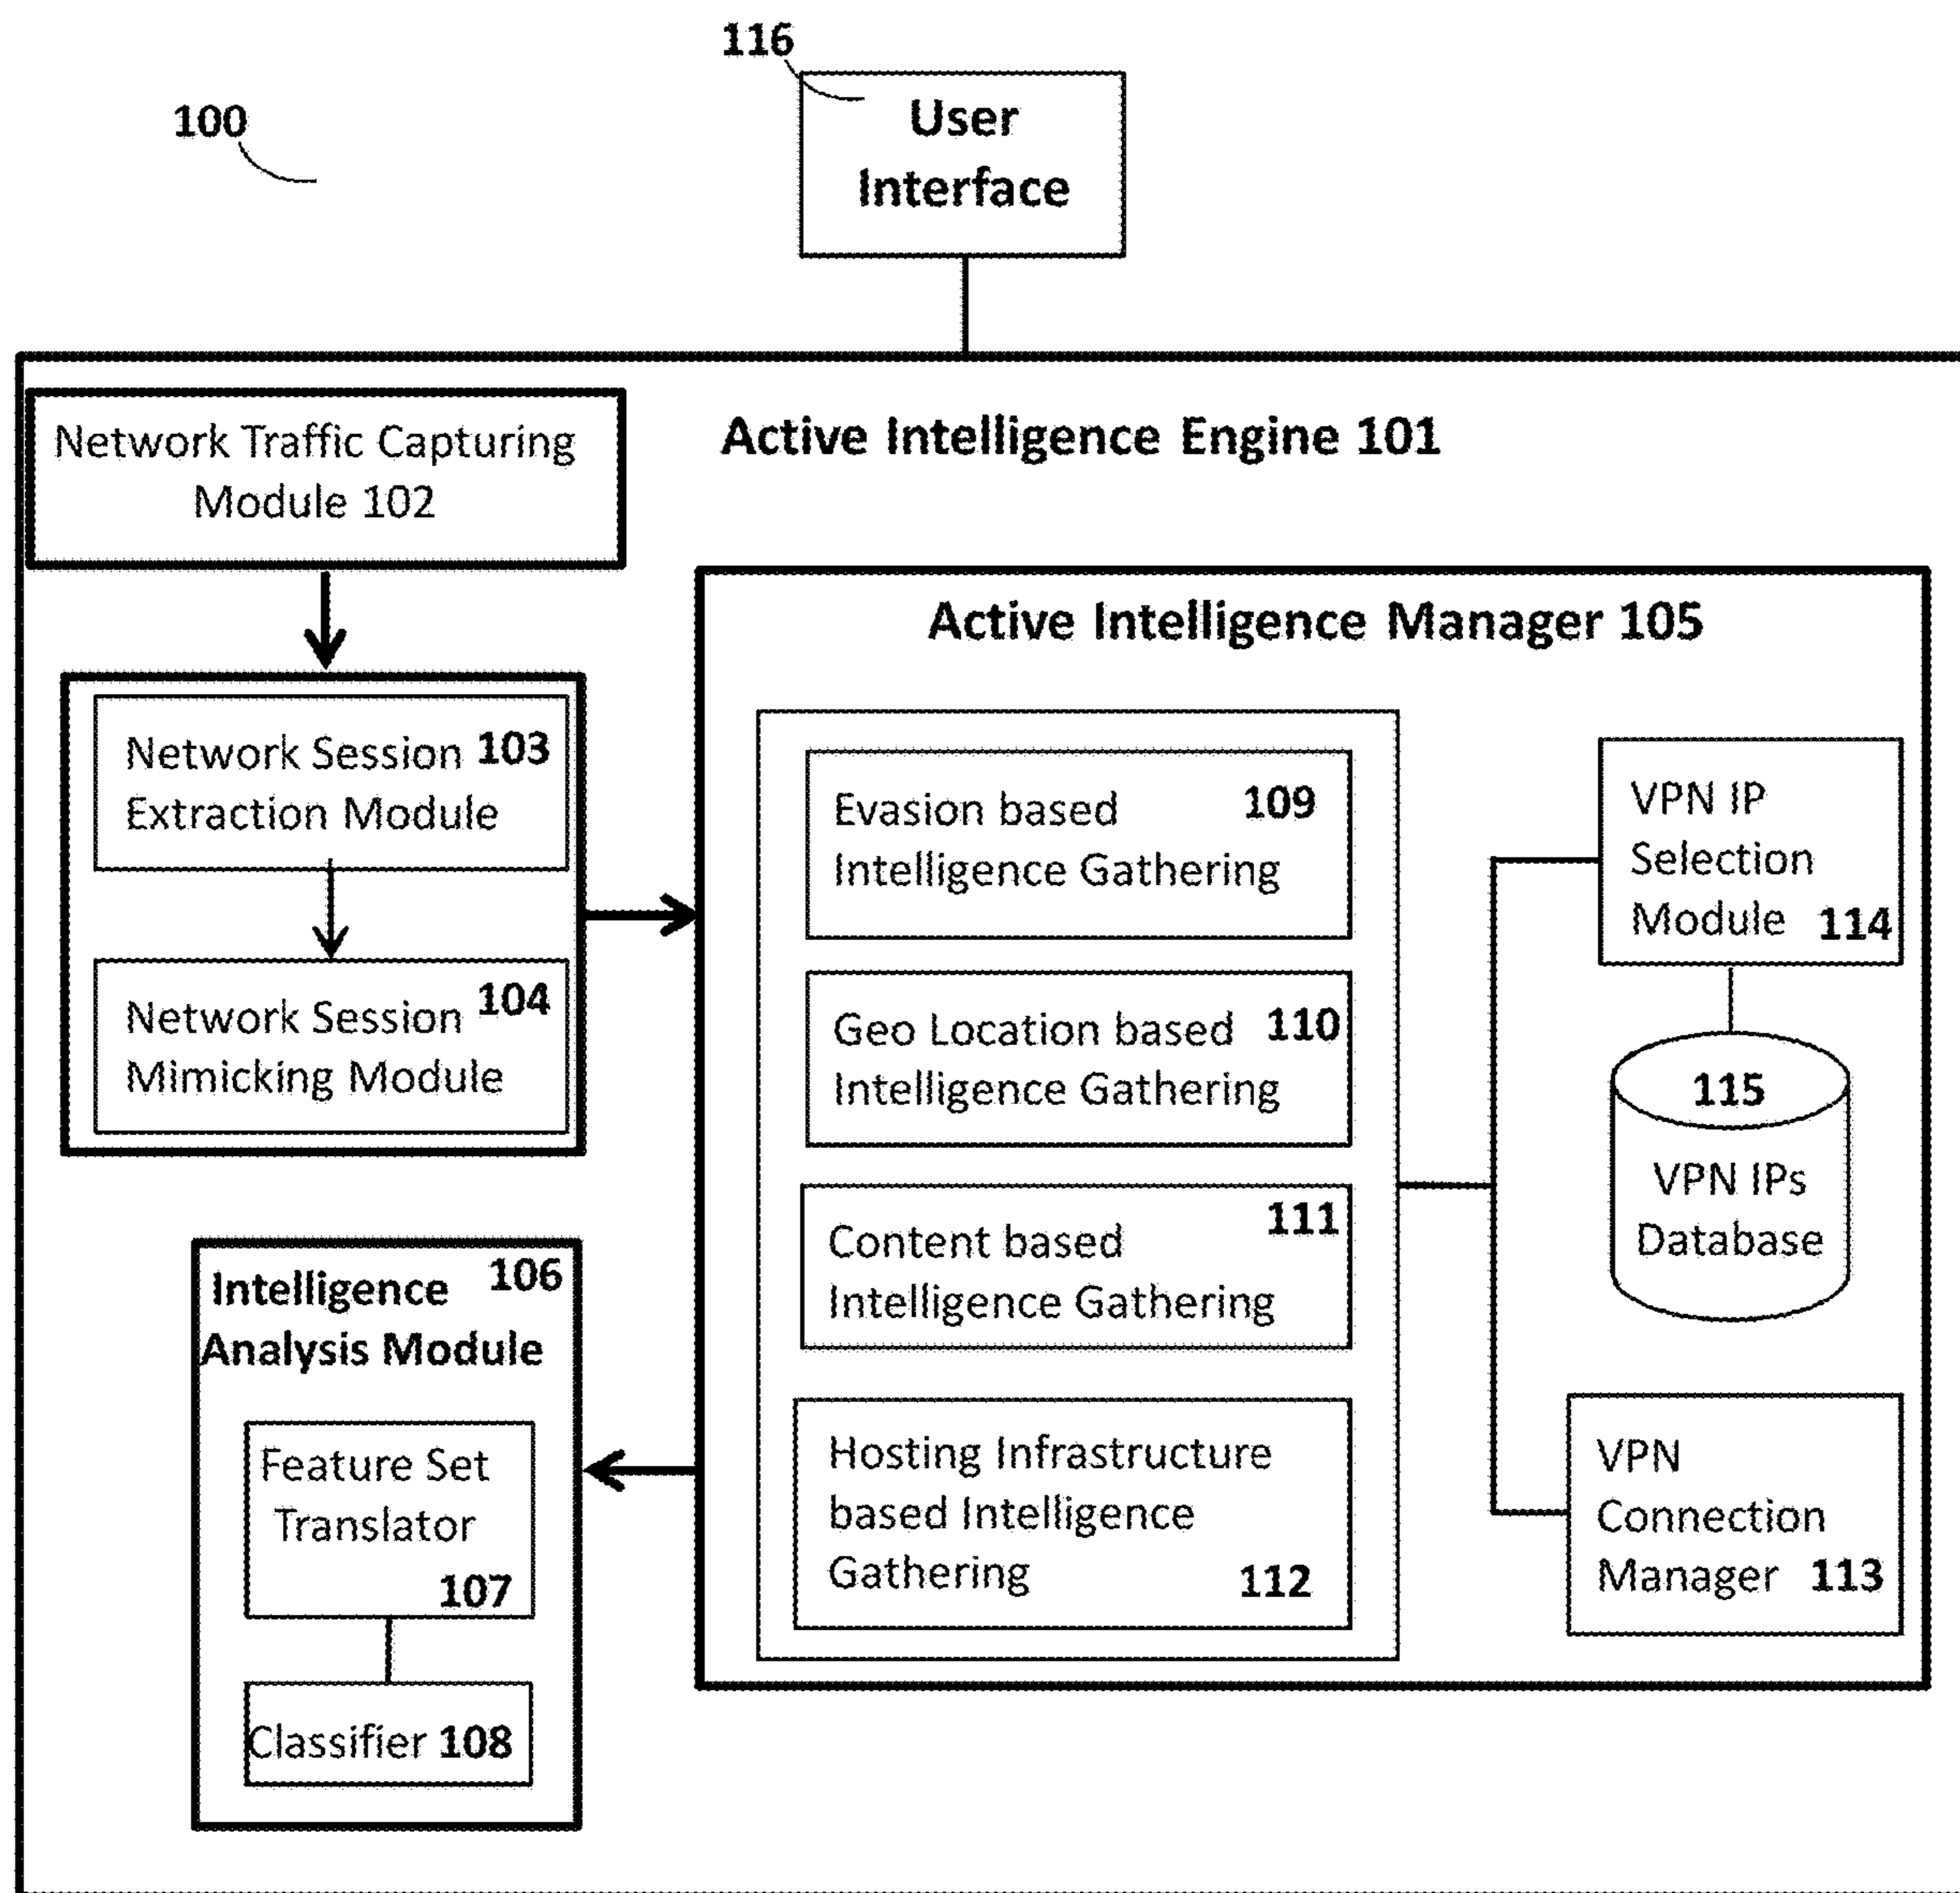 116
100
User
Interface
Network Traffic Capturing
Module 102
Active Intelligence Engine 101
Network Session 103
Extraction Module
Network Session 104
Mimicking Module
Active Intelligence Manager 105
Evasion based 109
Intelligence Gathering
Geo Location based 110
Intelligence Gathering
Content based 111
Intelligence Gathering
Hosting Infrastructure
based Intelligence
Gathering 112
VPN IP
Selection
Module 114
115
VPN IPs
Database
VPN
Connection
Manager 113
Intelligence 106
Analysis Module
Feature Set
Translator
107
Classifier 108